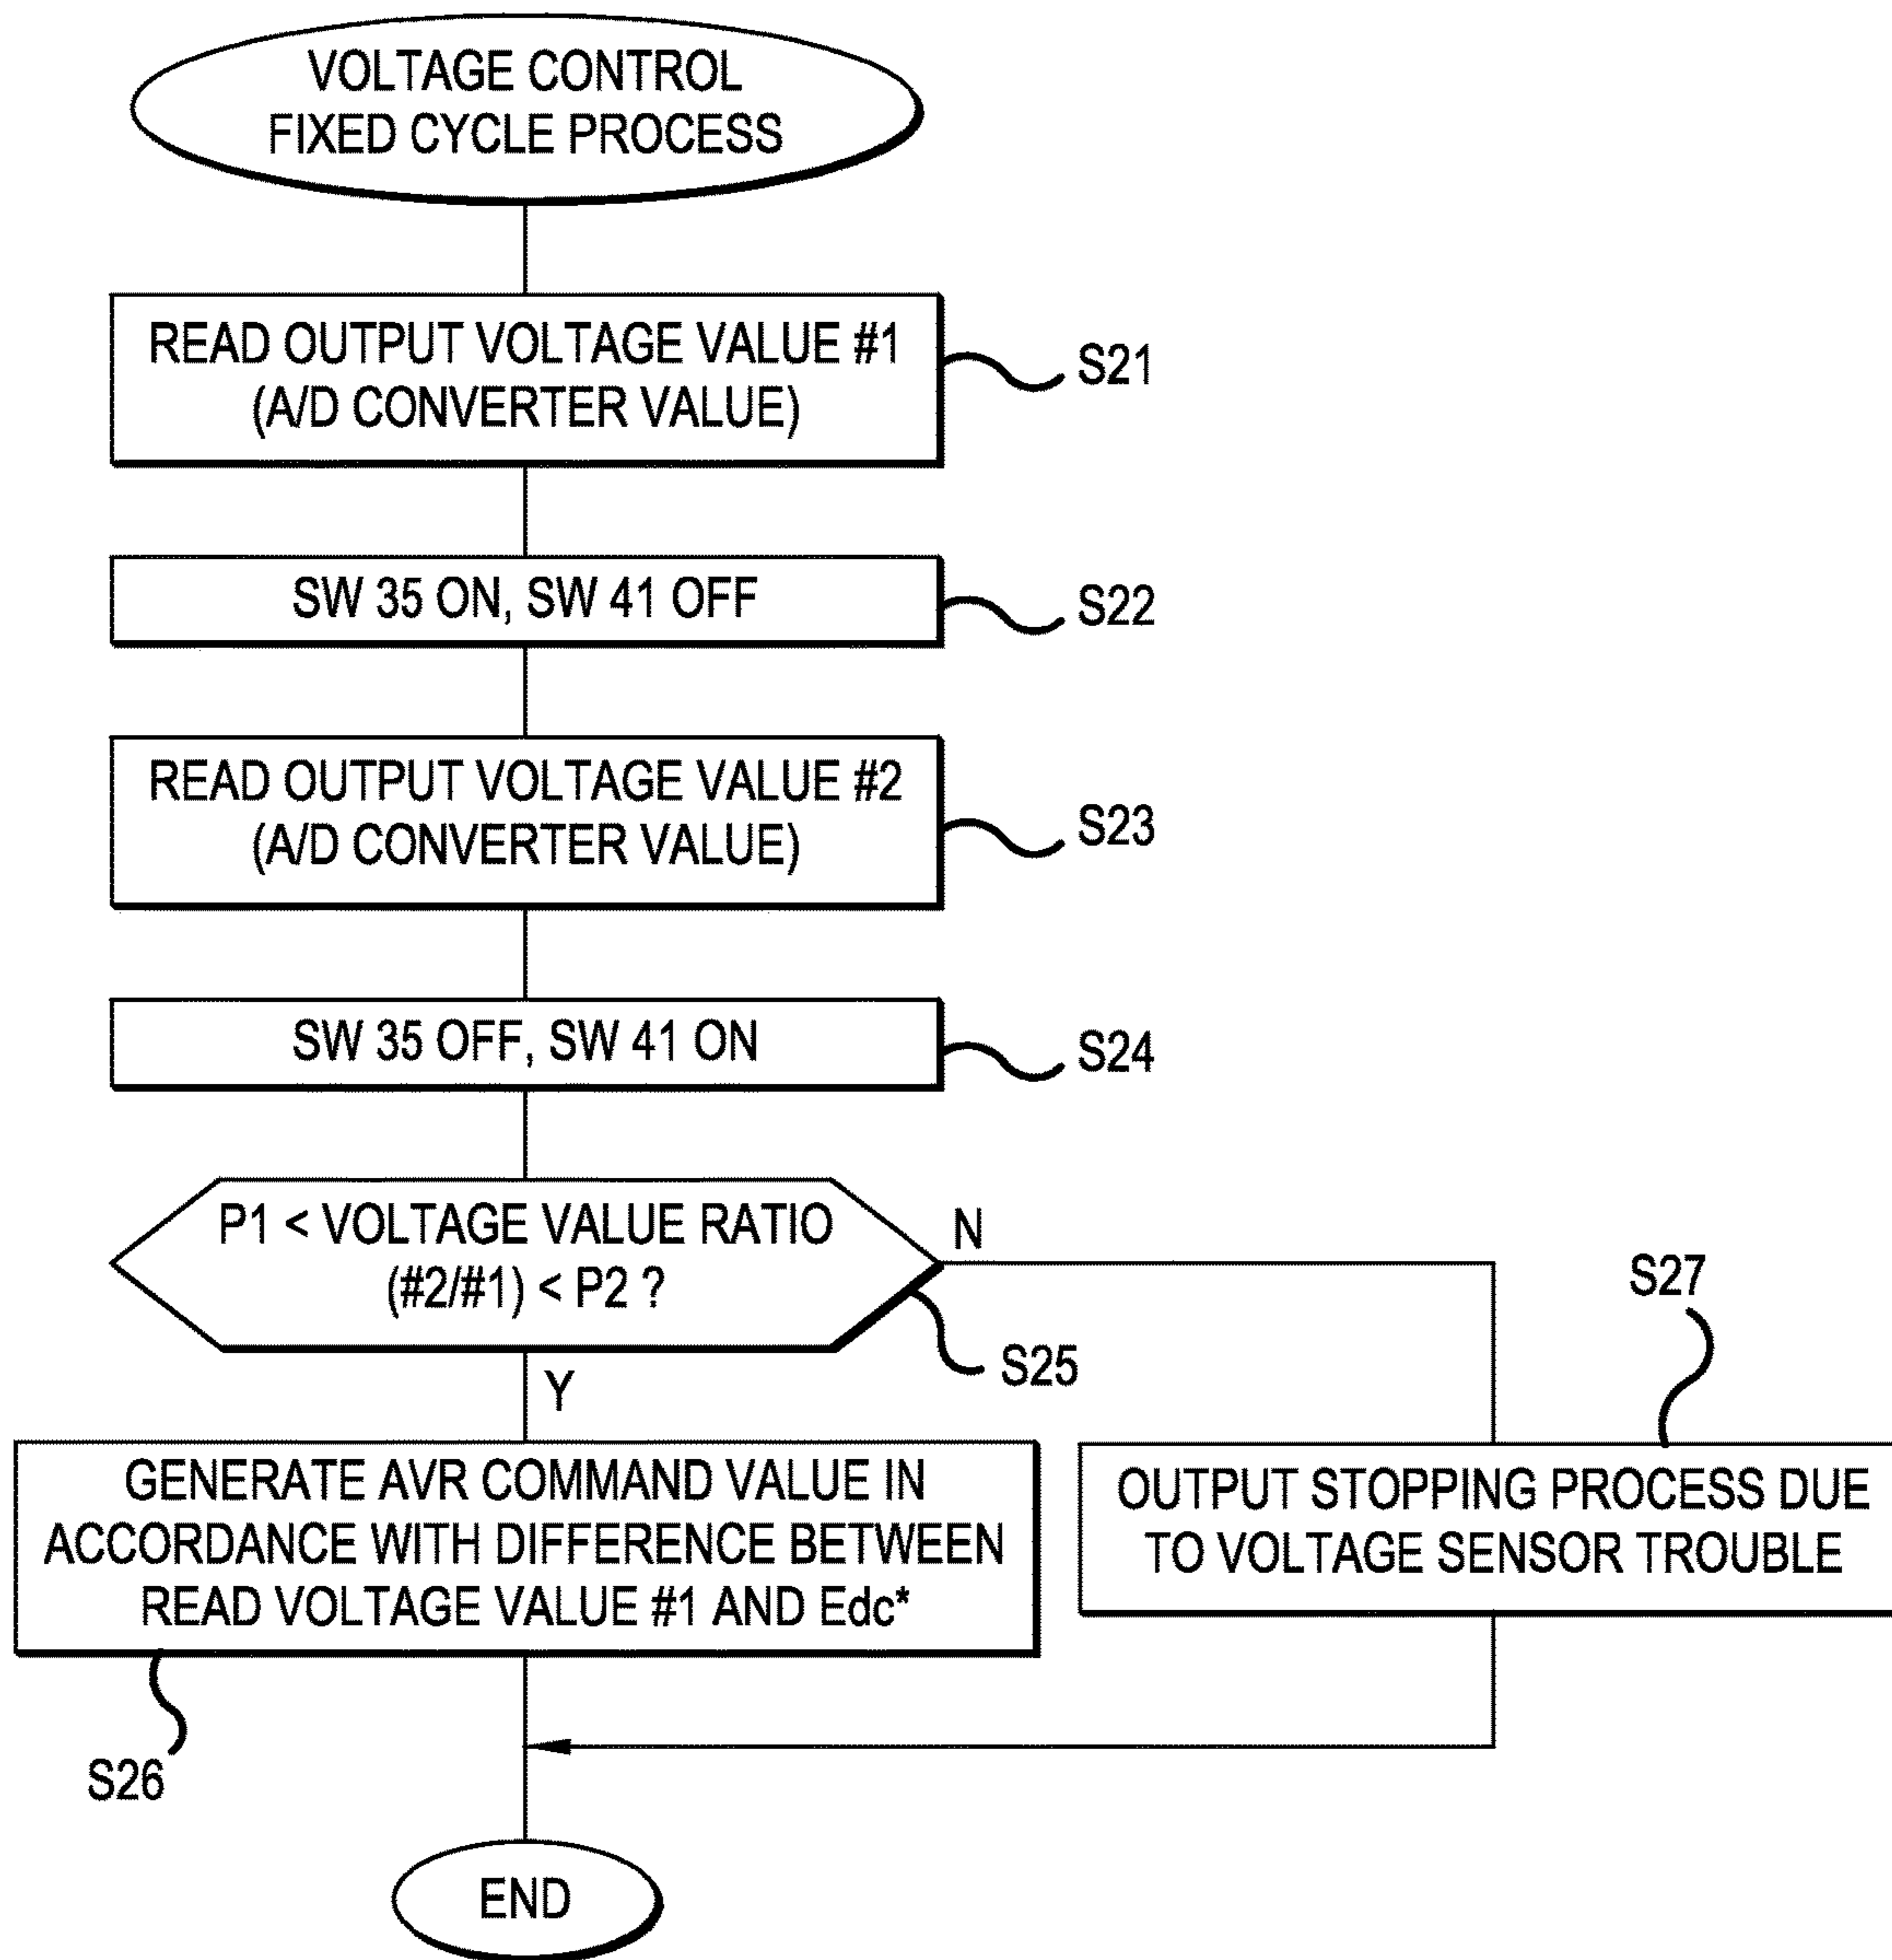 VOLTAGE CONTROL
FIXED CYCLE PROCESS
READ OUTPUT VOLTAGE VALUE #1
(A/D CONVERTER VALUE)
S21
SW 35 ON, SW 41 OFF
S22
READ OUTPUT VOLTAGE VALUE #2
(A/D CONVERTER VALUE)
S23
SW 35 OFF, SW 41 ON
S24
P1 < VOLTAGE VALUE RATIO
(#2/#1) < P2 ?
N
S25
S27
Y
GENERATE AVR COMMAND VALUE IN
ACCORDANCE WITH DIFFERENCE BETWEEN
READ VOLTAGE VALUE #1 AND Edc*
OUTPUT STOPPING PROCESS DUE
TO VOLTAGE SENSOR TROUBLE
S26
END